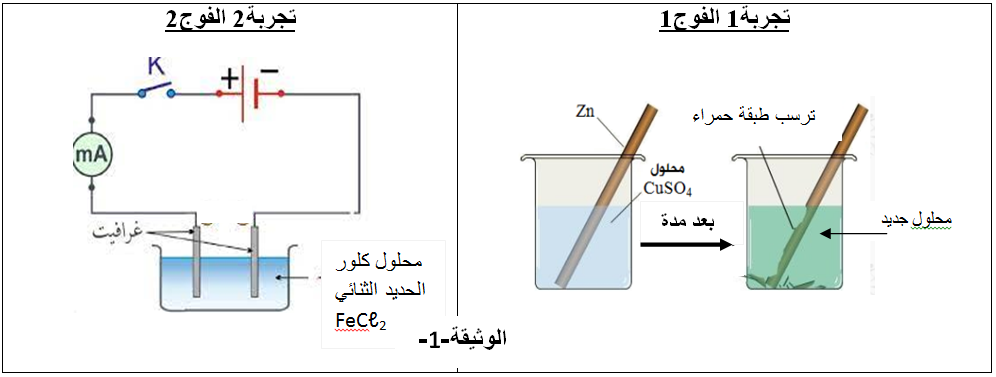 تجربة1 الفوج1
Zn
ترسب طبقة حمراء
محلول
CuSO₄
بعد مدة
محلول جديد
تجربة2 الفوج2
K
+
−
mA
غرافيت
محلول كلور
الحديد الثنائي
FeCℓ₂
الوثيقة-1-